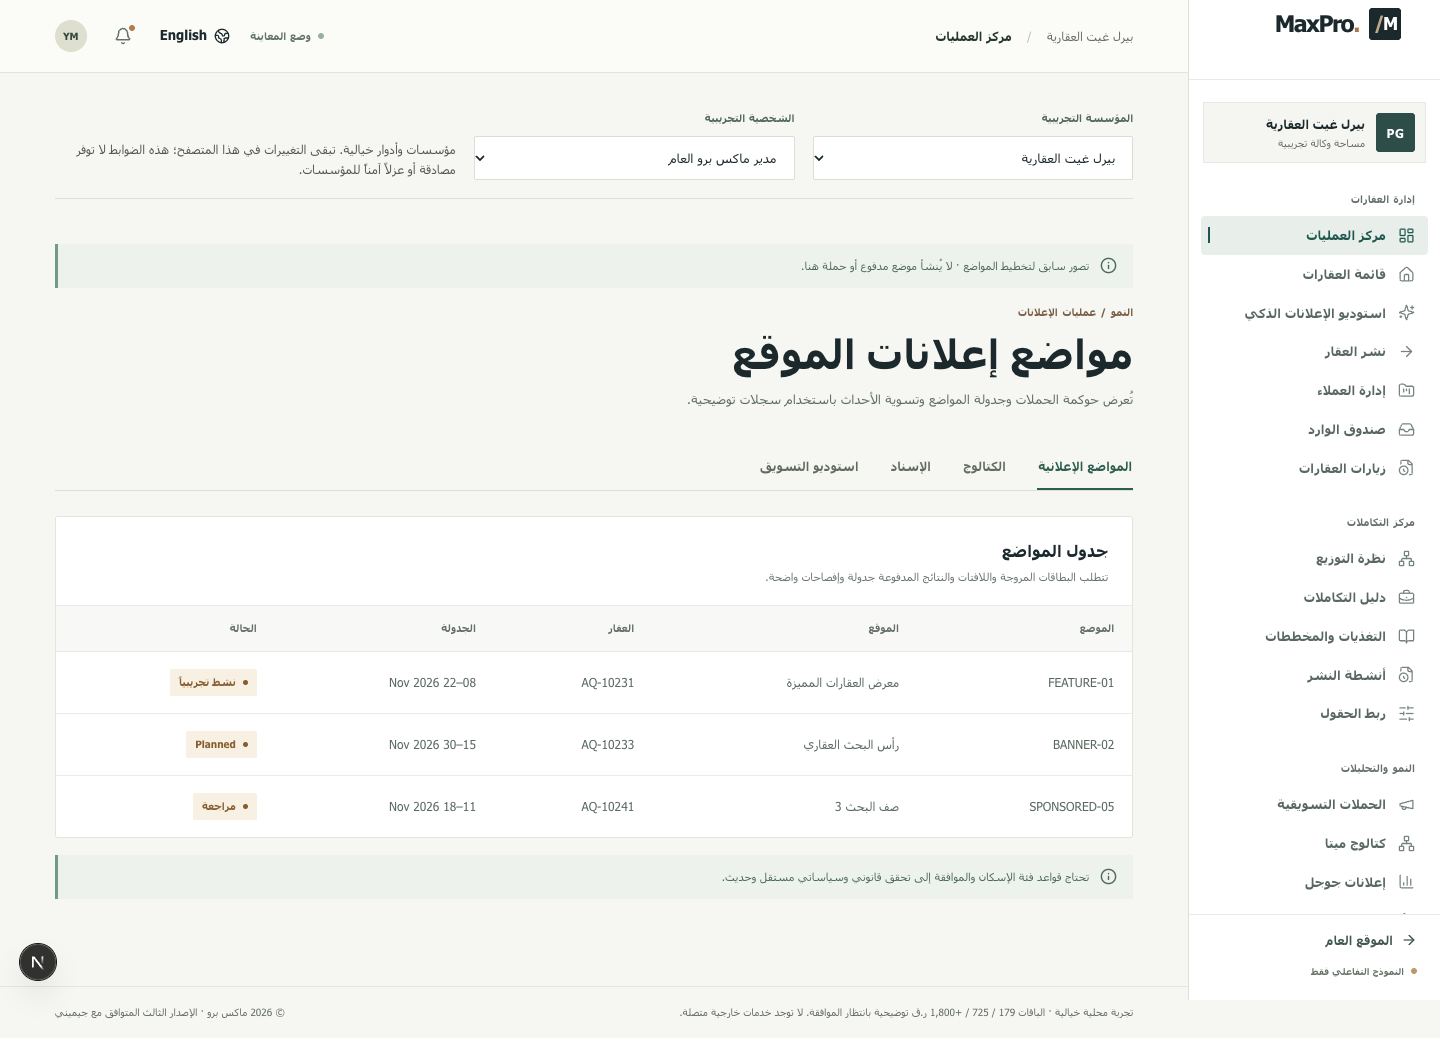 MaxPro. /M
بيرل غيت العقارية / مركز العمليات
وضع المعاينة
English
YM
PG
بيرل غيت العقارية
مساحة وكالة تجريبية
إدارة العقارات
مركز العمليات
قائمة العقارات
استوديو الإعلانات الذكي
نشر العقار
إدارة العملاء
صندوق الوارد
زيارات العقارات
مركز التكاملات
نظرة التوزيع
دليل التكاملات
التغذيات والمخططات
أنشطة النشر
ربط الحقول
النمو والتحليلات
الحملات التسويقية
كتالوج ميتا
إعلانات جوجل
الموقع العام
النموذج التفاعلي فقط
المؤسسة التجريبية
بيرل غيت العقارية
الشخصية التجريبية
مدير ماكس برو العام
مؤسسات وأدوار خيالية. تبقى التغييرات في هذا المتصفح؛ هذه الضوابط لا توفر
مصادقة أو عزلاً آمناً للمؤسسات.
تصور سابق لتخطيط المواضع · لا يُنشأ موضع مدفوع أو حملة هنا.
النمو / عمليات الإعلانات
مواضع إعلانات الموقع
تُعرض حوكمة الحملات وجدولة المواضع وتسوية الأحداث باستخدام سجلات توضيحية.
المواضع الإعلانية
الكتالوج
الإسناد
استوديو التسويق
جدول المواضع
تتطلب البطاقات المروجة واللافتات والنتائج المدفوعة جدولة وإفصاحات واضحة.
الموضع الموقع العقار الجدولة الحالة
FEATURE-01 معرض العقارات المميزة AQ-10231 08–22 Nov 2026 نشط تجريبياً
BANNER-02 رأس البحث العقاري AQ-10233 15–30 Nov 2026 Planned
SPONSORED-05 صف البحث 3 AQ-10241 11–18 Nov 2026 مراجعة
تحتاج قواعد فئة الإسكان والموافقة إلى تحقق قانوني وسياساتي مستقل وحديث.
تجربة محلية خيالية · الباقات 179 / 725 / +1,800 ر.ق توضيحية بانتظار الموافقة. لا توجد خدمات خارجية متصلة.
© 2026 ماكس برو · الإصدار الثالث المتوافق مع جيميني
N